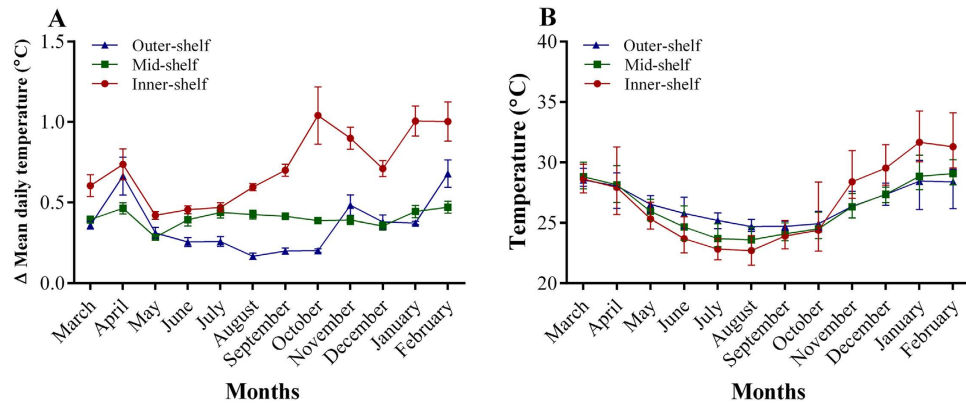 A
Δ Mean daily temperature (°C)
1.5
1.0
0.5
0.0
Outer-shelf
Mid-shelf
Inner-shelf
March
April
May
June
July
August
September
October
November
December
January
February
Months
B
Temperature (°C)
40
35
30
25
20
Outer-shelf
Mid-shelf
Inner-shelf
March
April
May
June
July
August
September
October
November
December
January
February
Months